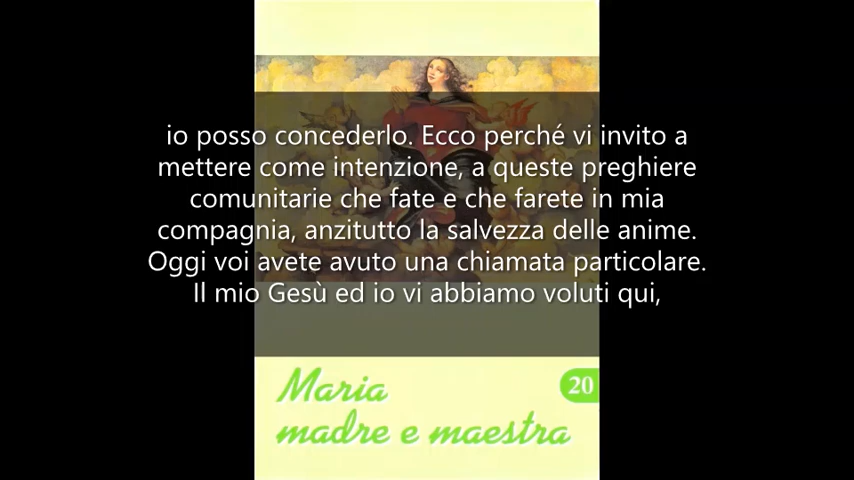 io posso concederlo. Ecco perché vi invito a
mettere come intenzione, a queste preghiere
comunitarie che fate e che farete in mia
compagnia, anzitutto la salvezza delle anime.
Oggi voi avete avuto una chiamata particolare.
Il mio Gesù ed io vi abbiamo voluti qui,
Maria
20
madre e maestra